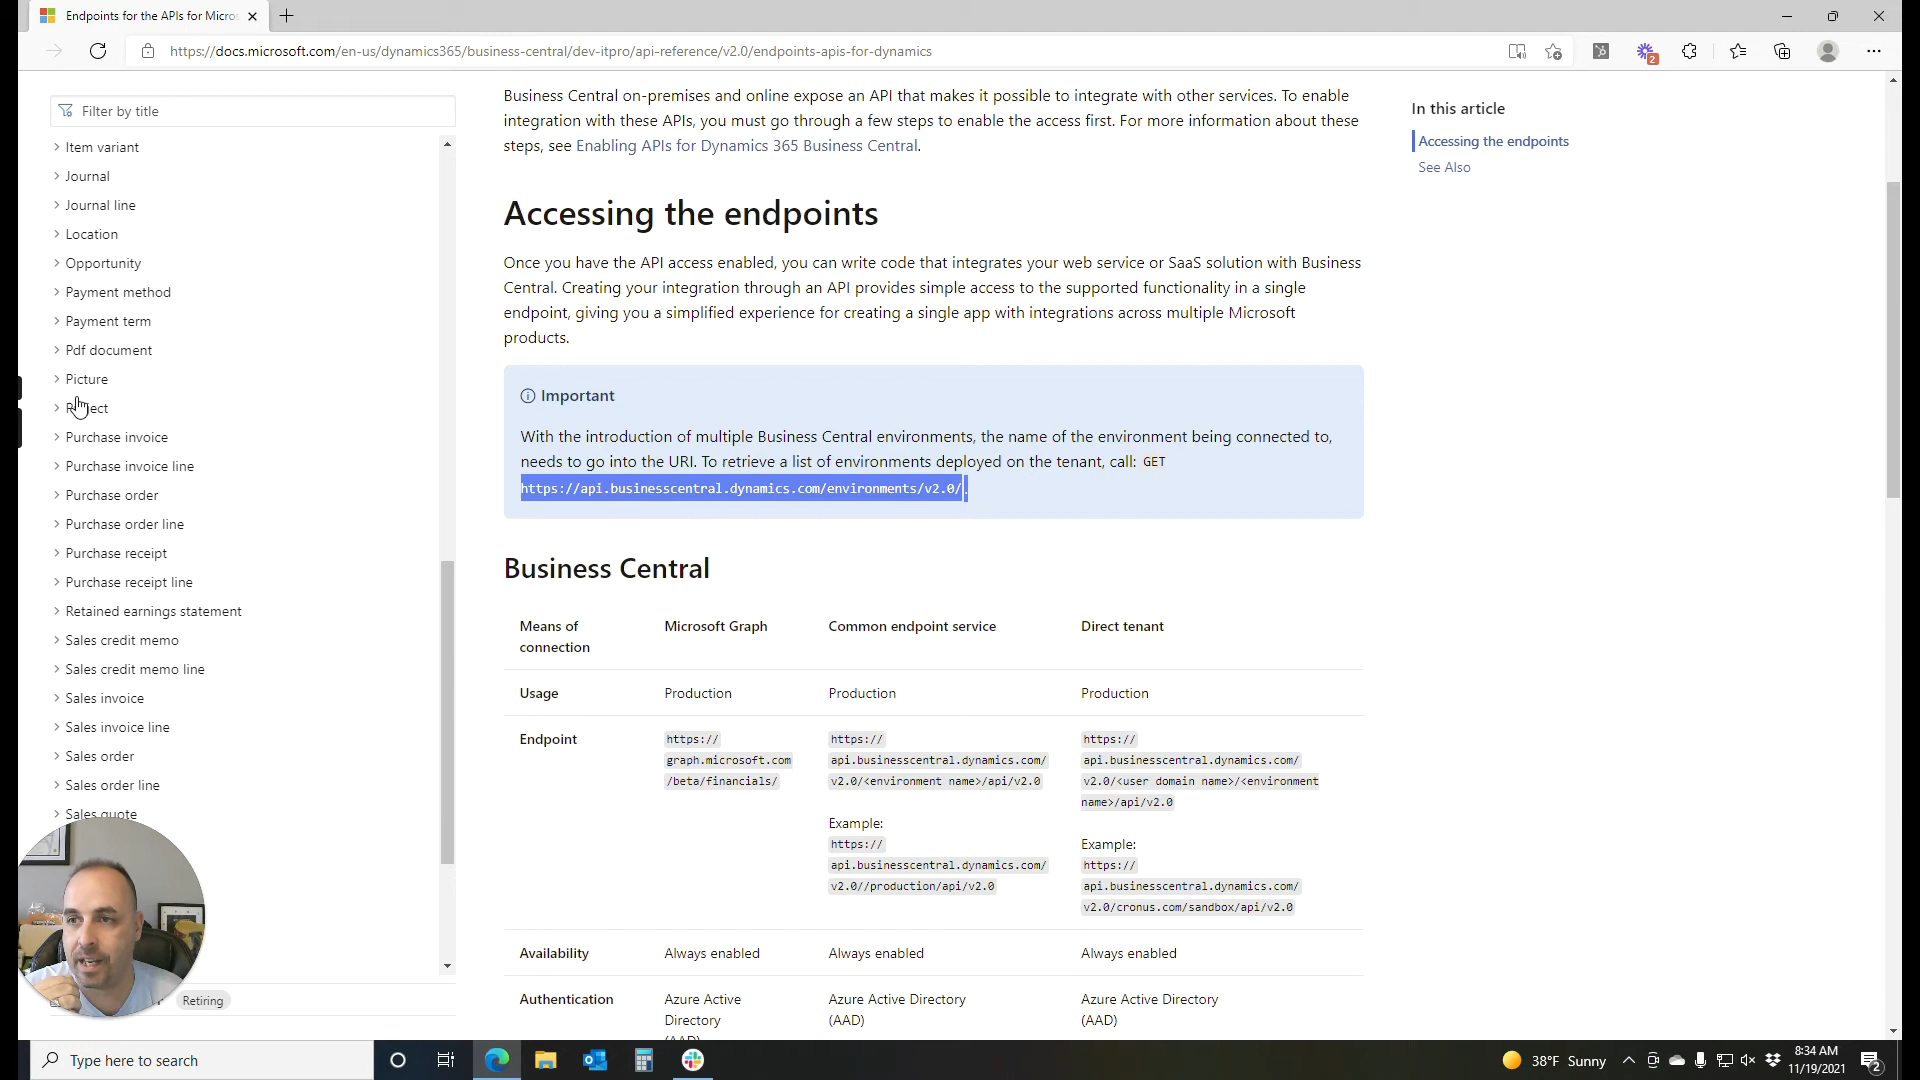 Endpoints for the APIs for Micro
https://docs.microsoft.com/en-us/dynamics365/business-central/dev-itpro/api-reference/v2.0/endpoints-apis-for-dynamics
2
Filter by title
Item variant
Journal
Journal line
Location
Opportunity
Payment method
Payment term
Pdf document
Picture
Purchase invoice
Purchase invoice line
Purchase order
Purchase order line
Purchase receipt
Purchase receipt line
Retained earnings statement
Sales credit memo
Sales credit memo line
Sales invoice
Sales invoice line
Sales order
Sales order line
Sales quote
Retiring
Business Central on-premises and online expose an API that makes it possible to integrate with other services. To enable
integration with these APIs, you must go through a few steps to enable the access first. For more information about these
steps, see Enabling APIs for Dynamics 365 Business Central.
Accessing the endpoints
Once you have the API access enabled, you can write code that integrates your web service or SaaS solution with Business
Central. Creating your integration through an API provides simple access to the supported functionality in a single
endpoint, giving you a simplified experience for creating a single app with integrations across multiple Microsoft
products.
Important
With the introduction of multiple Business Central environments, the name of the environment being connected to,
needs to go into the URI. To retrieve a list of environments deployed on the tenant, call: GET
https://api.businesscentral.dynamics.com/environments/v2.0/.
Business Central
Means of
connection
Microsoft Graph
Common endpoint service
Direct tenant
Usage
Production
Production
Production
Endpoint
https://
graph.microsoft.com
/beta/financials/
https://
api.businesscentral.dynamics.com/
v2.0/<environment name>/api/v2.0
Example:
https://
api.businesscentral.dynamics.com/
v2.0//production/api/v2.0
https://
api.businesscentral.dynamics.com/
v2.0/<user domain name>/<environment
name>/api/v2.0
Example:
https://
api.businesscentral.dynamics.com/
v2.0/cronus.com/sandbox/api/v2.0
Availability
Always enabled
Always enabled
Always enabled
Authentication
Azure Active
Directory
(AAD)
Azure Active Directory
(AAD)
Azure Active Directory
(AAD)
In this article
Accessing the endpoints
See Also
Type here to search
38°F Sunny
8:34 AM
11/19/2021
2